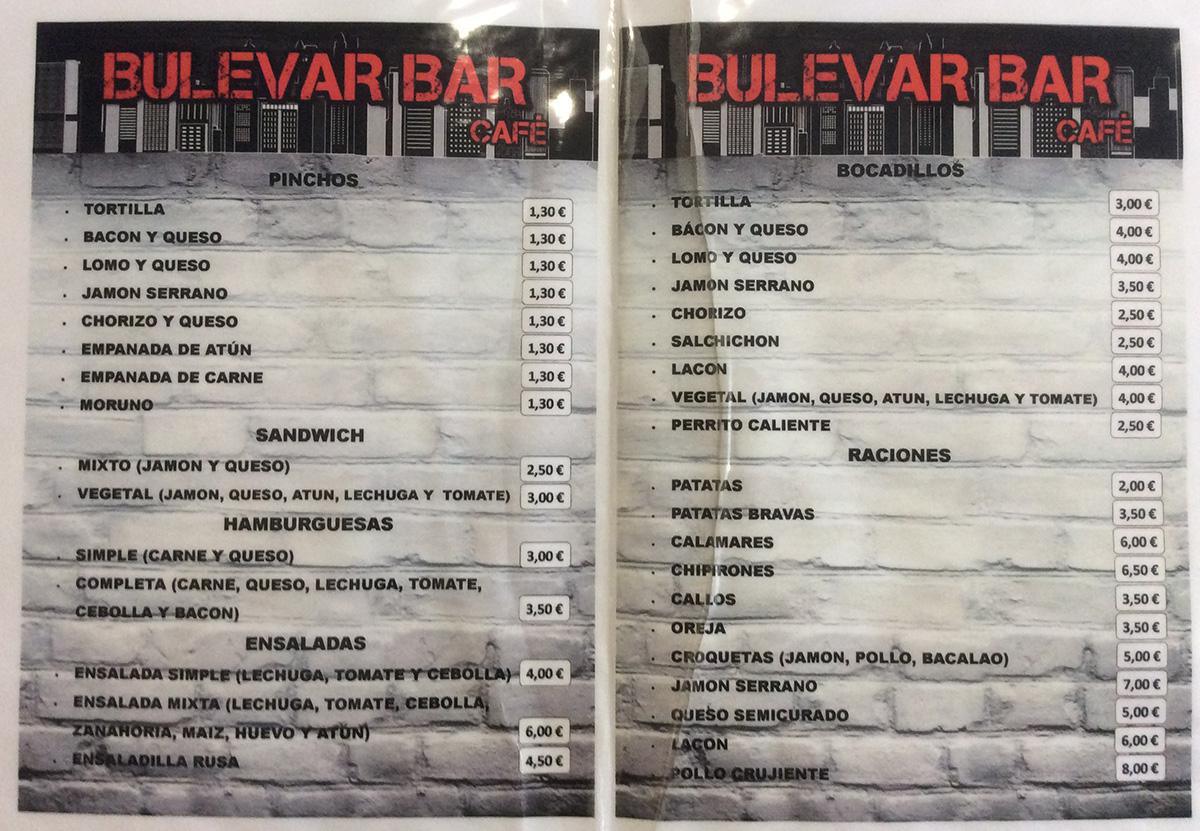 BULEVAR BAR
CAFÉ
PINCHOS
. TORTILLA 1,30 €
. BACON Y QUESO 1,30 €
. LOMO Y QUESO 1,30 €
. JAMON SERRANO 1,30 €
. CHORIZO Y QUESO 1,30 €
. EMPANADA DE ATÚN 1,30 €
. EMPANADA DE CARNE 1,30 €
. MORUNO 1,30 €
SANDWICH
. MIXTO (JAMON Y QUESO) 2,50 €
. VEGETAL (JAMON, QUESO, ATUN, LECHUGA Y TOMATE) 3,00 €
HAMBURGUESAS
. SIMPLE (CARNE Y QUESO) 3,00 €
. COMPLETA (CARNE, QUESO, LECHUGA, TOMATE,
CEBOLLA Y BACON) 3,50 €
ENSALADAS
. ENSALADA SIMPLE (LECHUGA, TOMATE Y CEBOLLA) 4,00 €
. ENSALADA MIXTA (LECHUGA, TOMATE, CEBOLLA,
ZANAHORIA, MAIZ, HUEVO Y ATÚN) 6,00 €
. ENSALADILLA RUSA 4,50 €
BULEVAR BAR
CAFÉ
BOCADILLOS
. TORTILLA 3,00 €
. BÁCON Y QUESO 4,00 €
. LOMO Y QUESO 4,00 €
. JAMON SERRANO 3,50 €
. CHORIZO 2,50 €
. SALCHICHON 2,50 €
. LACON 4,00 €
. VEGETAL (JAMON, QUESO, ATUN, LECHUGA Y TOMATE) 4,00 €
. PERRITO CALIENTE 2,50 €
RACIONES
. PATATAS 2,00 €
. PATATAS BRAVAS 3,50 €
. CALAMARES 6,00 €
. CHIPIRONES 6,50 €
. CALLOS 3,50 €
. OREJA 3,50 €
. CROQUETAS (JAMON, POLLO, BACALAO) 5,00 €
. JAMON SERRANO 7,00 €
. QUESO SEMICURADO 5,00 €
. LACON 6,00 €
. POLLO CRUJIENTE 8,00 €